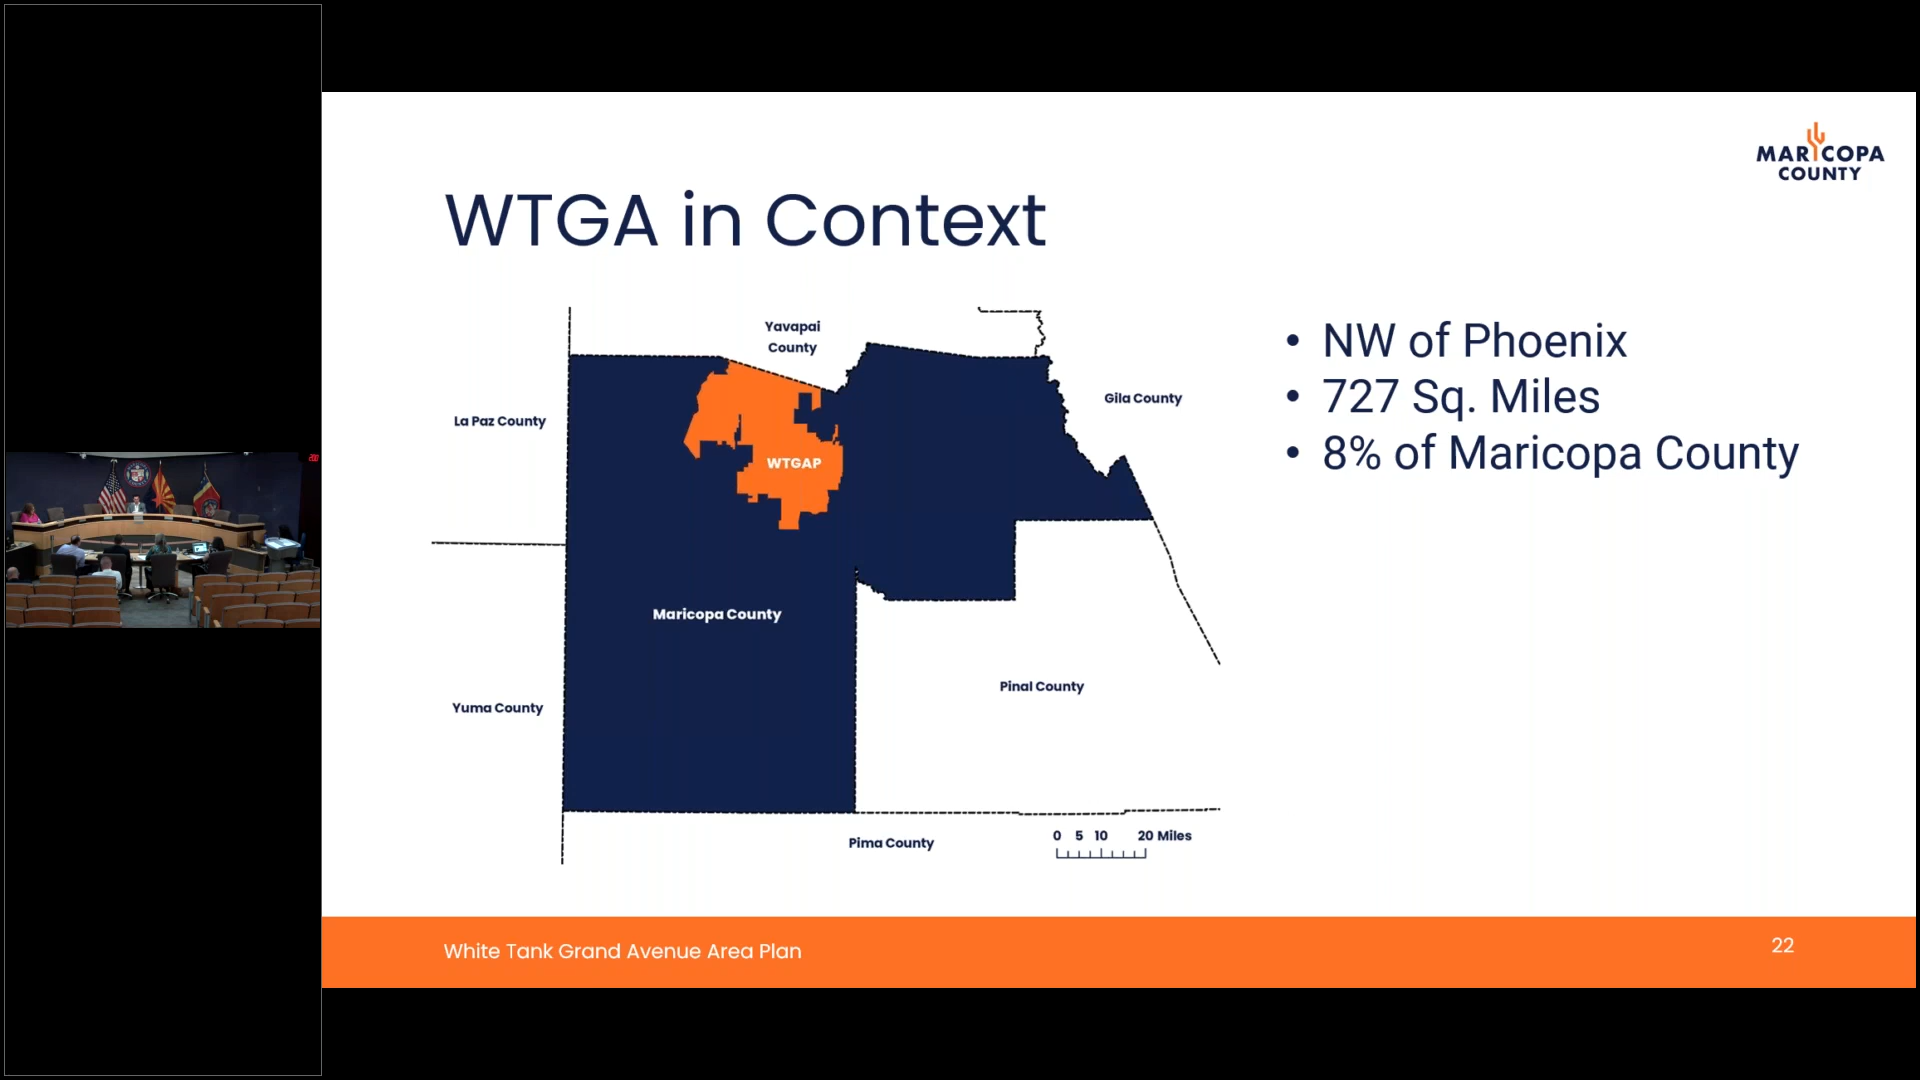 MARICOPA
COUNTY
WTGA in Context
Yavapai
County
Gila County
La Paz County
WTGAP
Maricopa County
Pinal County
Yuma County
Pima County
0 5 10 20 Miles
• NW of Phoenix
• 727 Sq. Miles
• 8% of Maricopa County
White Tank Grand Avenue Area Plan
22